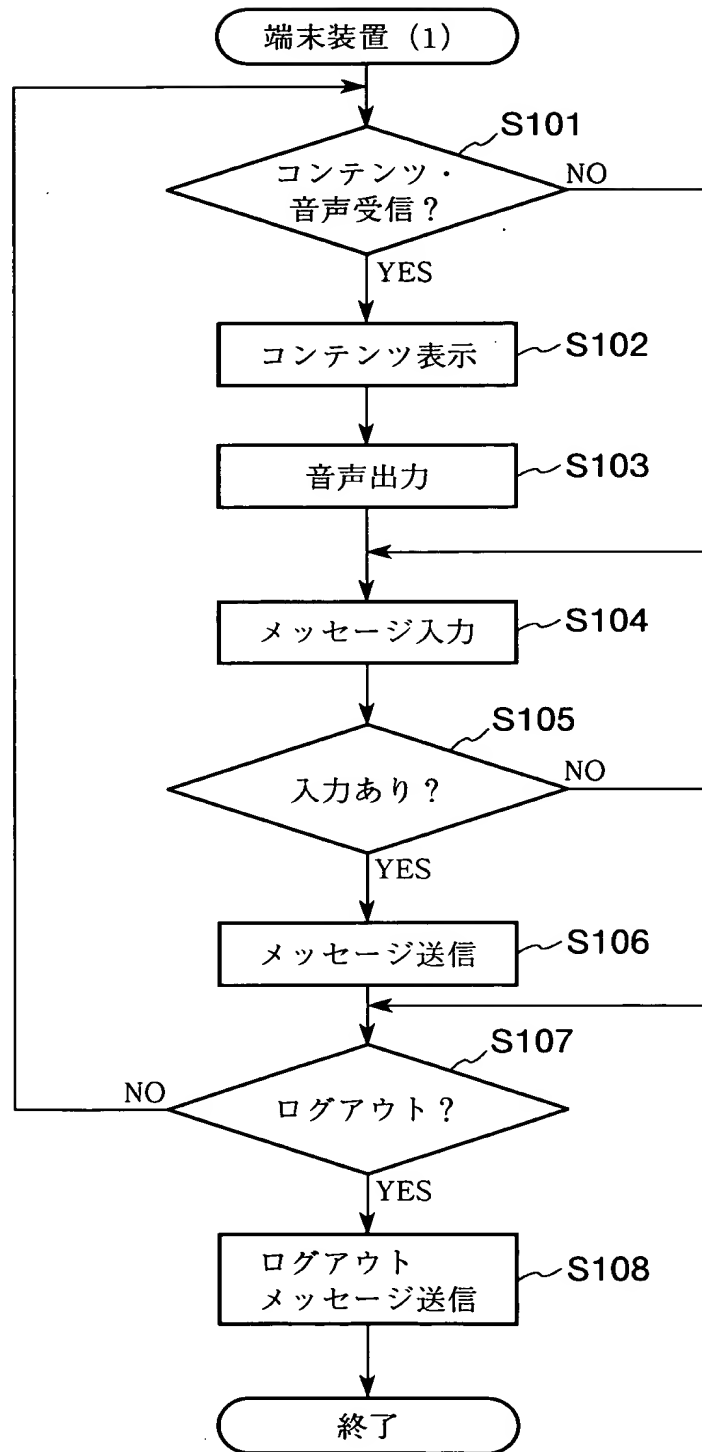 端末装置（1）
S101
コンテンツ・
音声受信？
NO
YES
コンテンツ表示
S102
音声出力
S103
メッセージ入力
S104
S105
入力あり？
NO
YES
メッセージ送信
S106
S107
NO
ログアウト？
YES
ログアウト
メッセージ送信
S108
終了